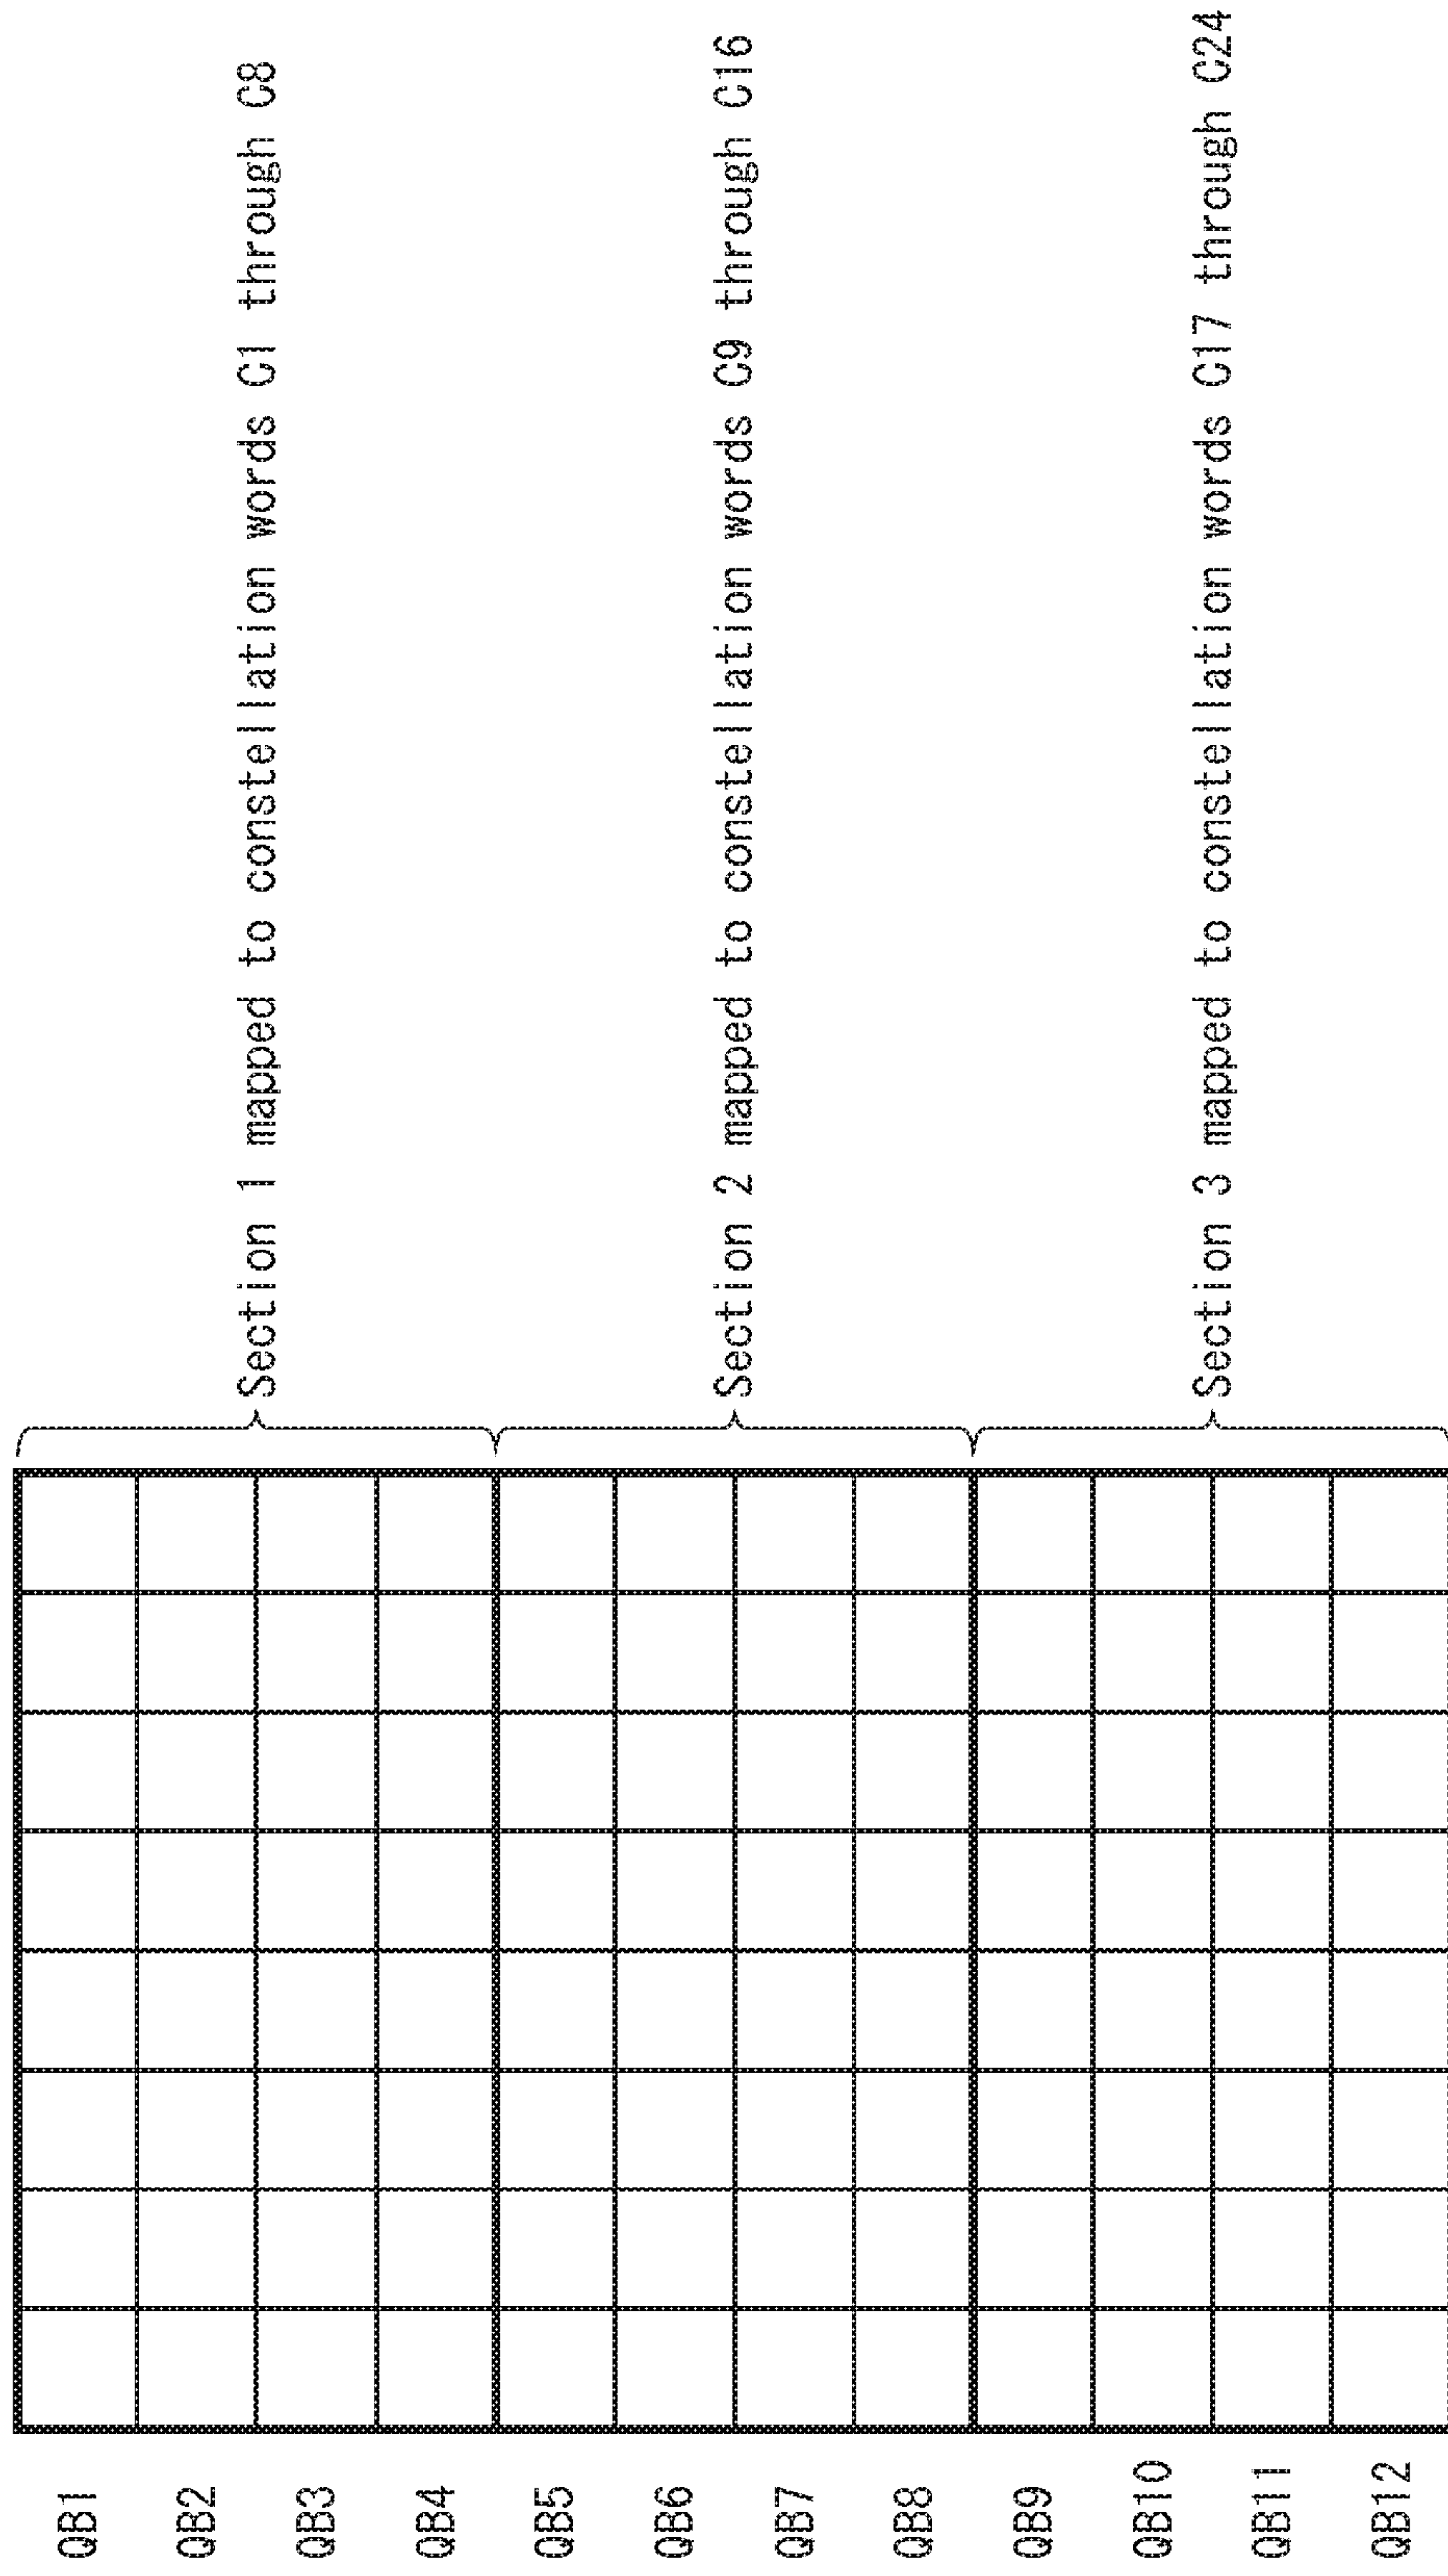 QB1
QB2
QB3
QB4
QB5
QB6
QB7
QB8
QB9
QB10
QB11
QB12
Section 1 mapped to constellation words C1 through C8
Section 2 mapped to constellation words C9 through C16
Section 3 mapped to constellation words C17 through C24